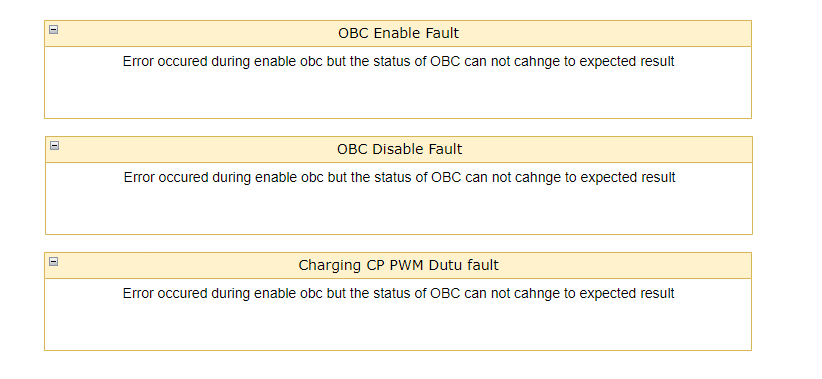 OBC Enable Fault
Error occured during enable obc but the status of OBC can not cahnge to expected result
OBC Disable Fault
Error occured during enable obc but the status of OBC can not cahnge to expected result
Charging CP PWM Dutu fault
Error occured during enable obc but the status of OBC can not cahnge to expected result